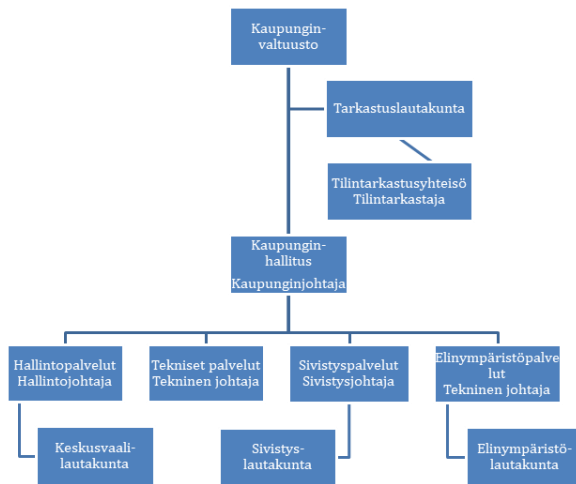 Kaupungin-
valtuusto
Tarkastuslautakunta
Tilintarkastusyhteisö
Tilintarkastaja
Kaupungin-
hallitus
Kaupunginjohtaja
Hallintopalvelut
Hallintojohtaja
Tekniset palvelut
Tekninen johtaja
Sivistyspalvelut
Sivistysjohtaja
Elinympäristöpalve
lut
Tekninen johtaja
Keskusvaali-
lautakunta
Sivistys-
lautakunta
Elinympäristö-
lautakunta